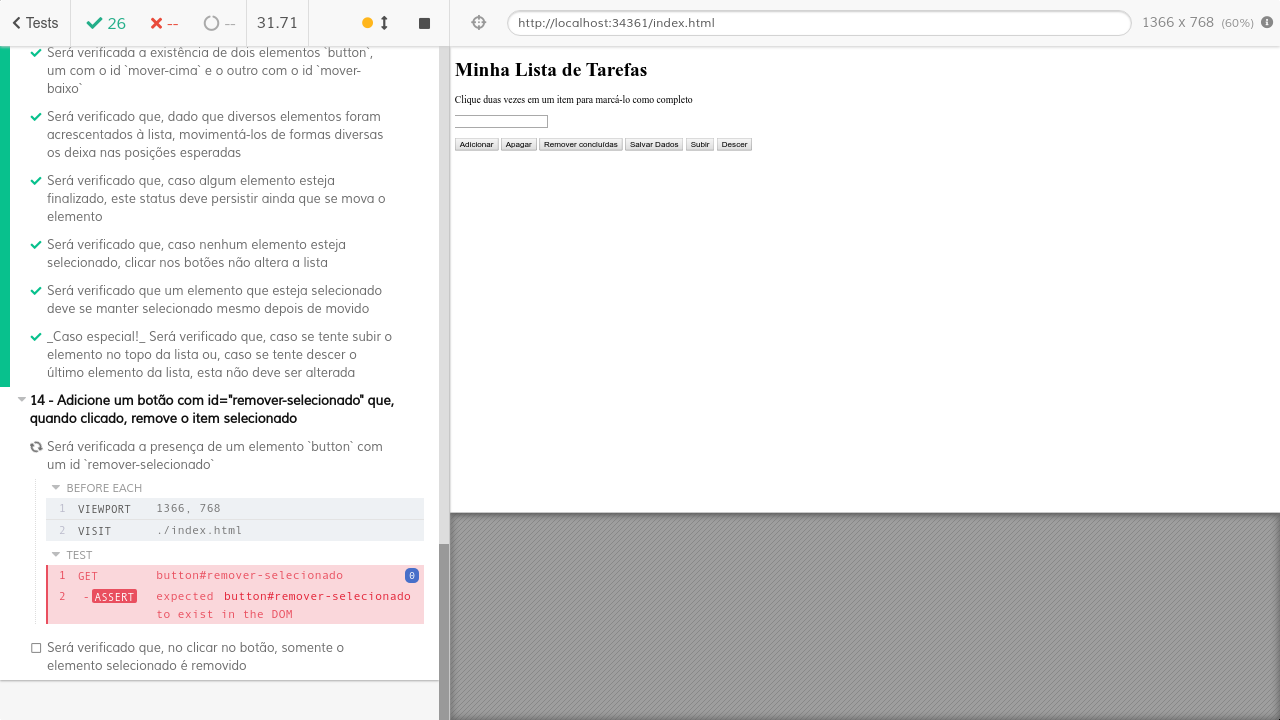 Tests 26 -- -- 31.71
http://localhost:34361/index.html 1366 x 768 (60%)
Será verificada a existência de dois elementos `button`,
um com o id `mover-cima` e o outro com o id `mover-
baixo`
Será verificado que, dado que diversos elementos foram
acrescentados à lista, movimentá-los de formas diversas
os deixa nas posições esperadas
Será verificado que, caso algum elemento esteja
finalizado, este status deve persistir ainda que se mova o
elemento
Será verificado que, caso nenhum elemento esteja
selecionado, clicar nos botões não altera a lista
Será verificado que um elemento que esteja selecionado
deve se manter selecionado mesmo depois de movido
_Caso especial!_ Será verificado que, caso se tente subir o
elemento no topo da lista ou, caso se tente descer o
último elemento da lista, esta não deve ser alterada
14 - Adicione um botão com id="remover-selecionado" que,
quando clicado, remove o item selecionado
Será verificada a presença de um elemento `button` com
um id `remover-selecionado`
BEFORE EACH
1 VIEWPORT 1366, 768
2 VISIT ./index.html
TEST
1 GET button#remover-selecionado 0
2 -ASSERT expected button#remover-selecionado
to exist in the DOM
Será verificado que, no clicar no botão, somente o
elemento selecionado é removido
Minha Lista de Tarefas
Clique duas vezes em um item para marcá-lo como completo
Adicionar Apagar Remover concluídas Salvar Dados Subir Descer